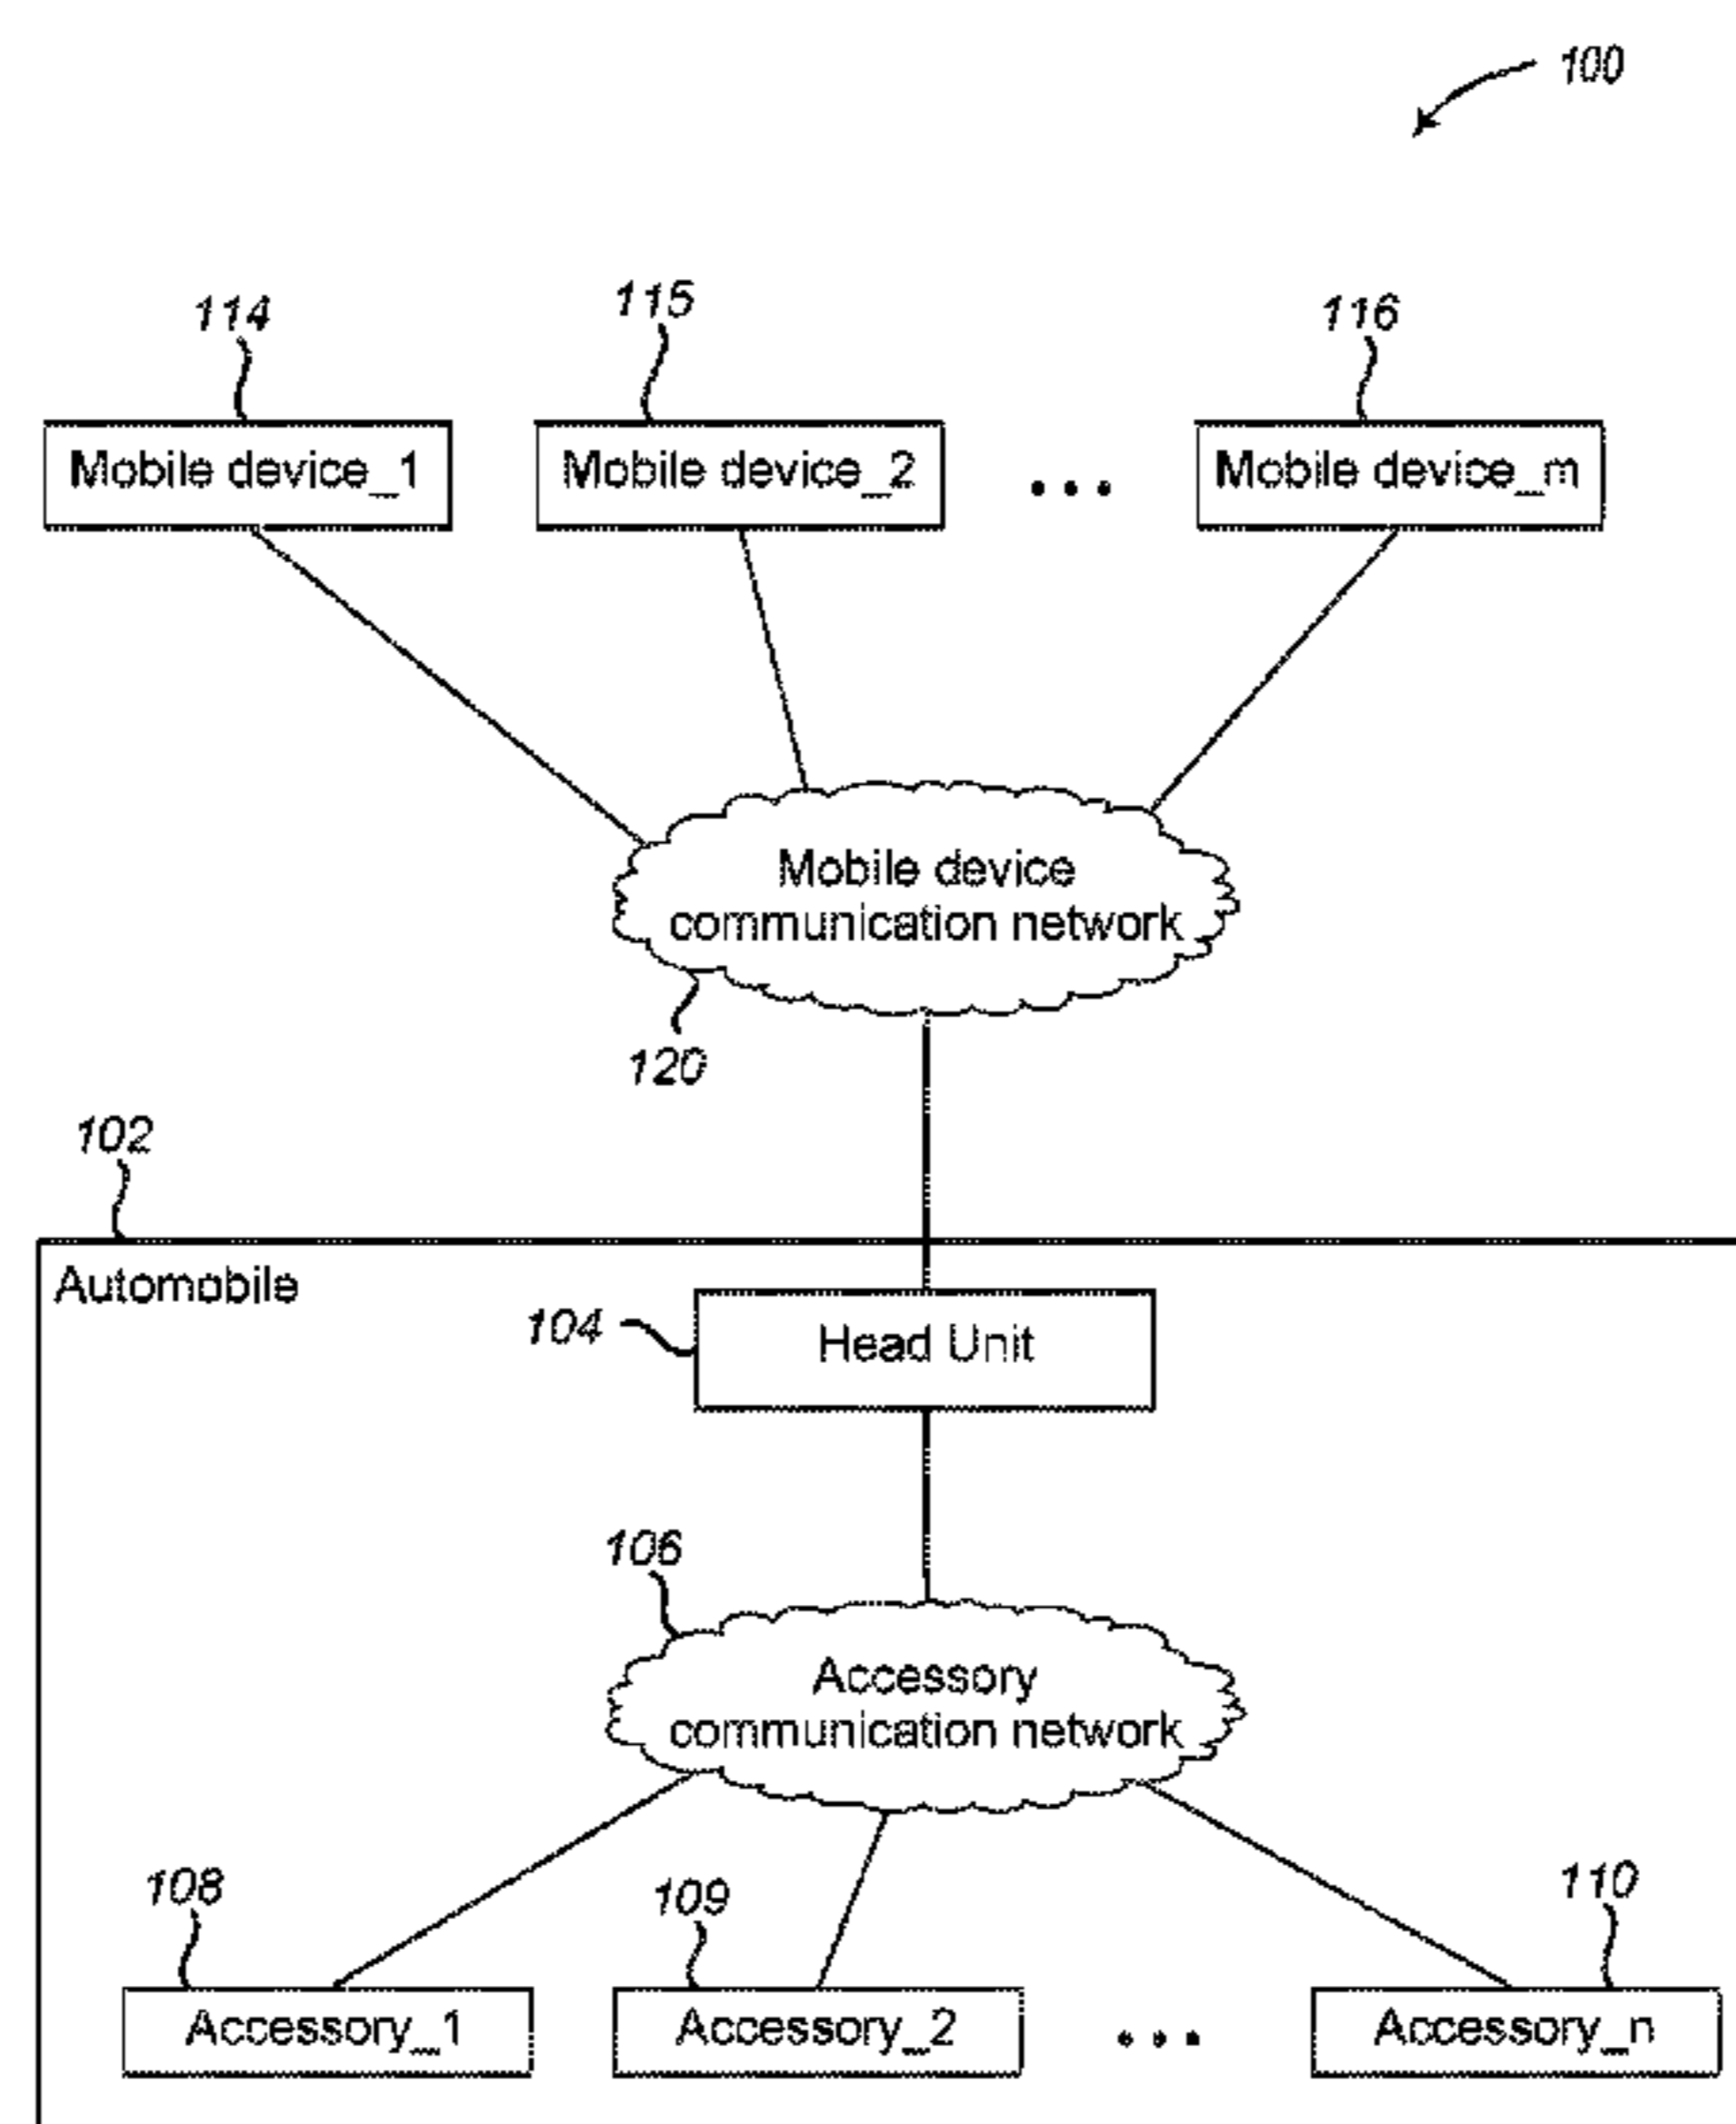 100
114
115
116
Mobile device_1
Mobile device_2
• • •
Mobile device_m
Mobile device
communication network
120
102
Automobile
104
Head Unit
106
Accessory
communication network
108
109
110
Accessory_1
Accessory_2
• • •
Accessory_n